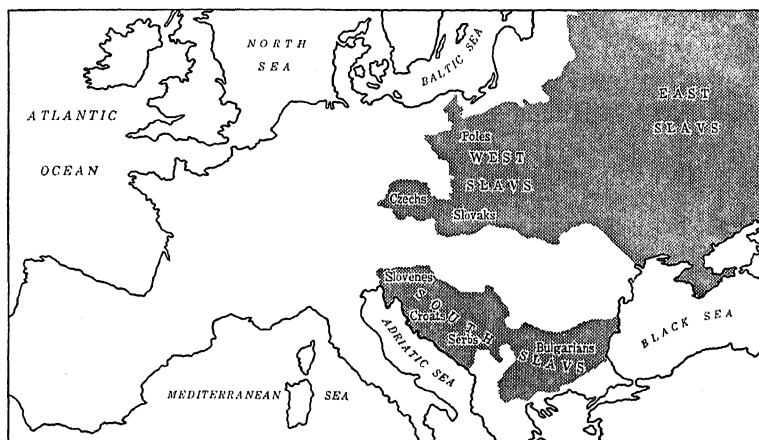 NORTH
SEA
BALTIC SEA
ATLANTIC
OCEAN
EAST
SLAVS
Poles
WEST
SLAVS
Czechs
Slovaks
Slovenes
SOUTH
SLAVS
Croats
Serbs
Bulgarians
ADRIATIC SEA
BLACK SEA
MEDITERRANEAN SEA